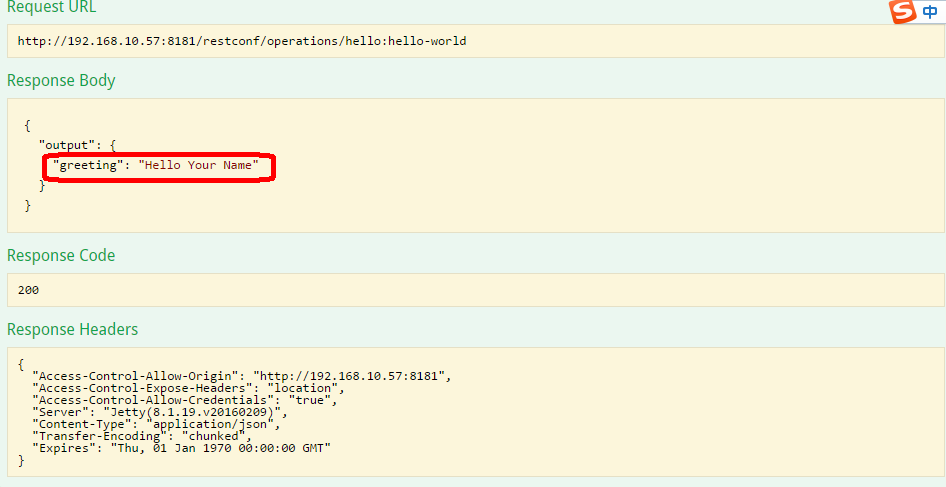 Request URL
http://192.168.10.57:8181/restconf/operations/hello:hello-world
S 中
Response Body
{
"output": {
"greeting": "Hello Your Name"
}
}
Response Code
200
Response Headers
{
"Access-Control-Allow-Origin": "http://192.168.10.57:8181",
"Access-Control-Expose-Headers": "location",
"Access-Control-Allow-Credentials": "true",
"Server": "Jetty(8.1.19.v20160209)",
"Content-Type": "application/json",
"Transfer-Encoding": "chunked",
"Expires": "Thu, 01 Jan 1970 00:00:00 GMT"
}